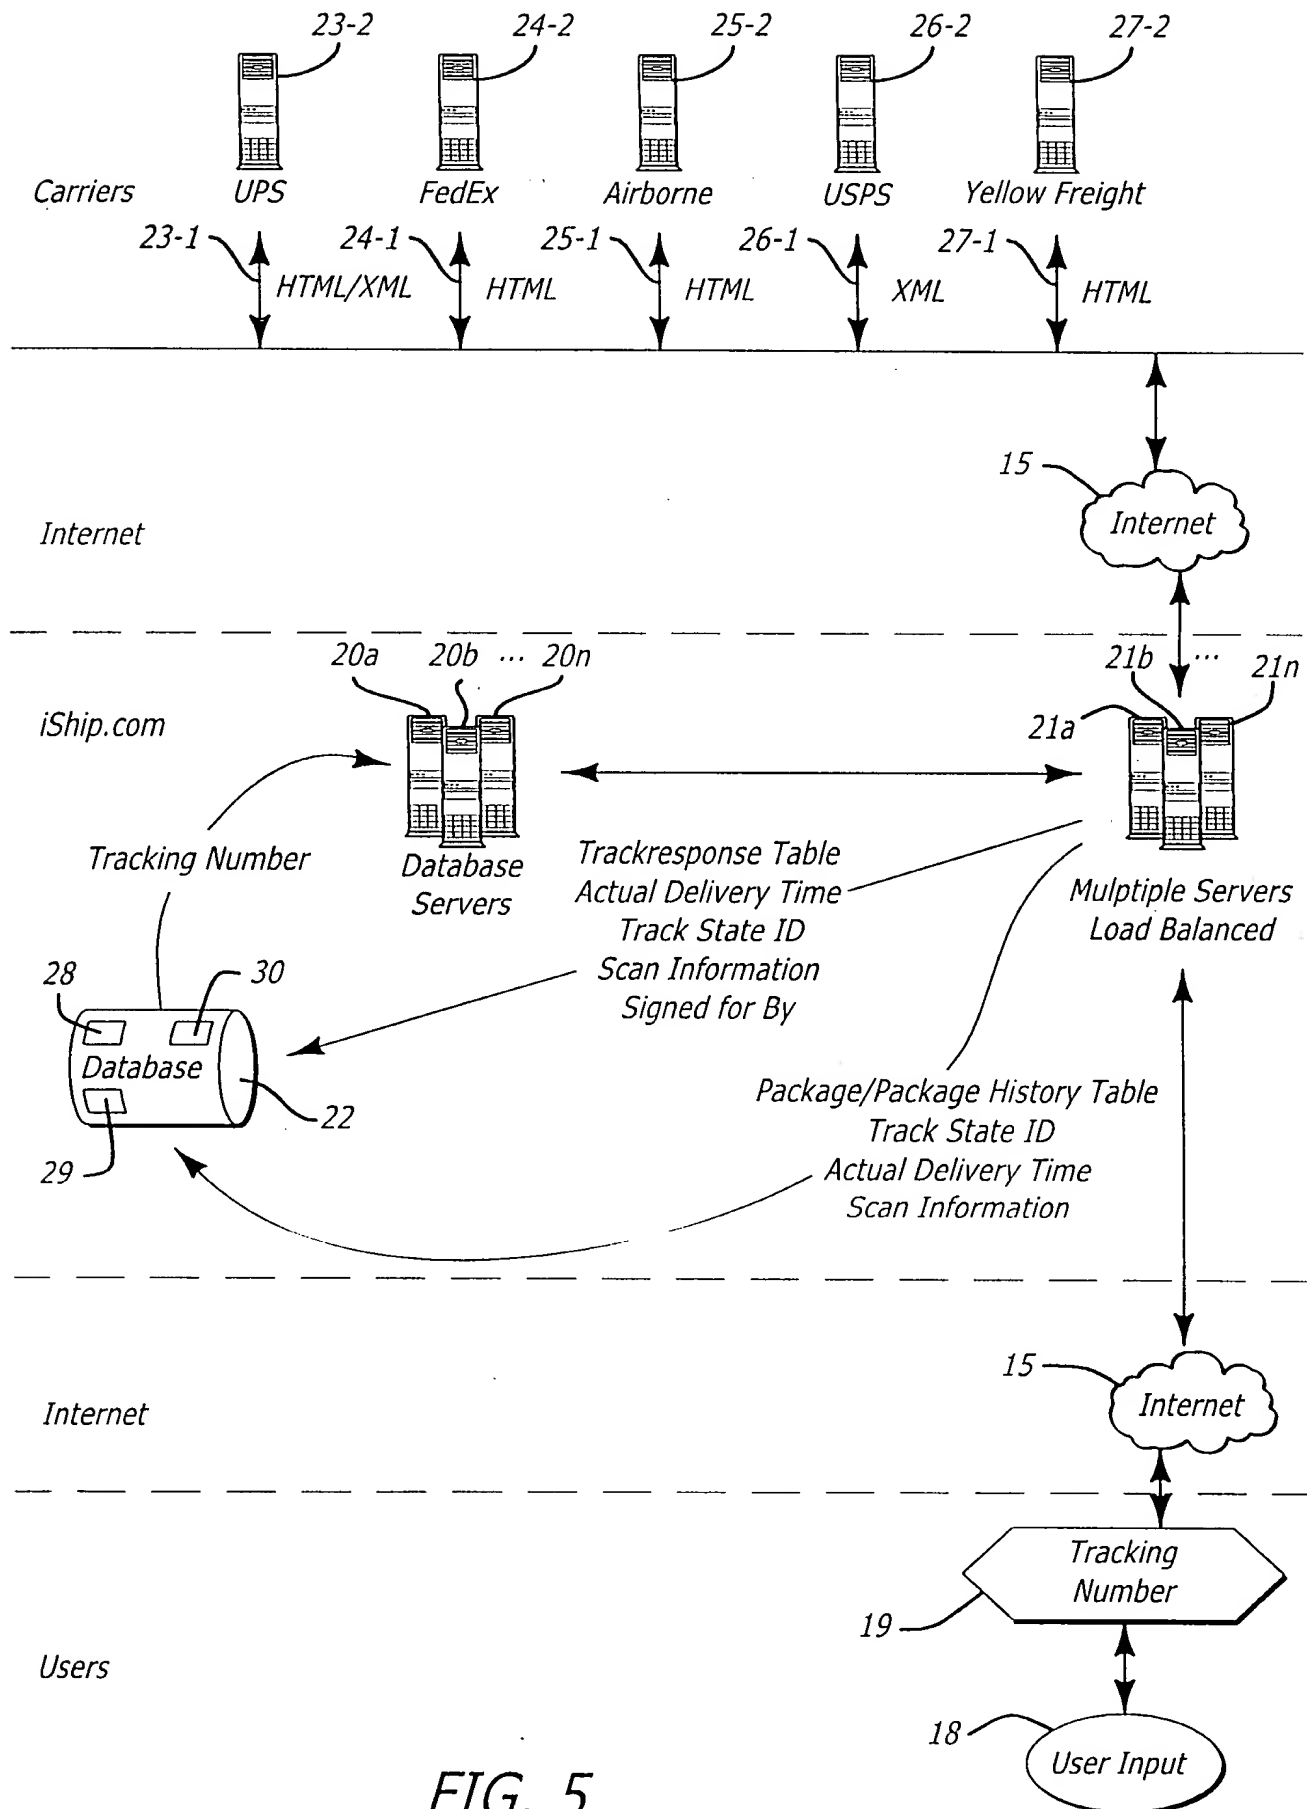 23-2 24-2 25-2 26-2 27-2
Carriers UPS FedEx Airborne USPS Yellow Freight
23-1 24-1 25-1 26-1 27-1
HTML/XML HTML HTML XML HTML
15
Internet
Internet
20a 20b ... 20n
21b ... 21n
iShip.com
21a
Tracking Number
Database
Servers
Trackresponse Table
Actual Delivery Time
Track State ID
Scan Information
Signed for By
Mulptiple Servers
Load Balanced
28 30
Database
22
29
Package/Package History Table
Track State ID
Actual Delivery Time
Scan Information
15
Internet
Internet
Tracking
Number
19
Users
18
User Input
FIG. 5